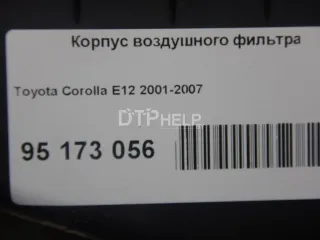 Корпус воздушного фильтра
Toyota Corolla E12 2001-2007
DTPHELP
95 173 056